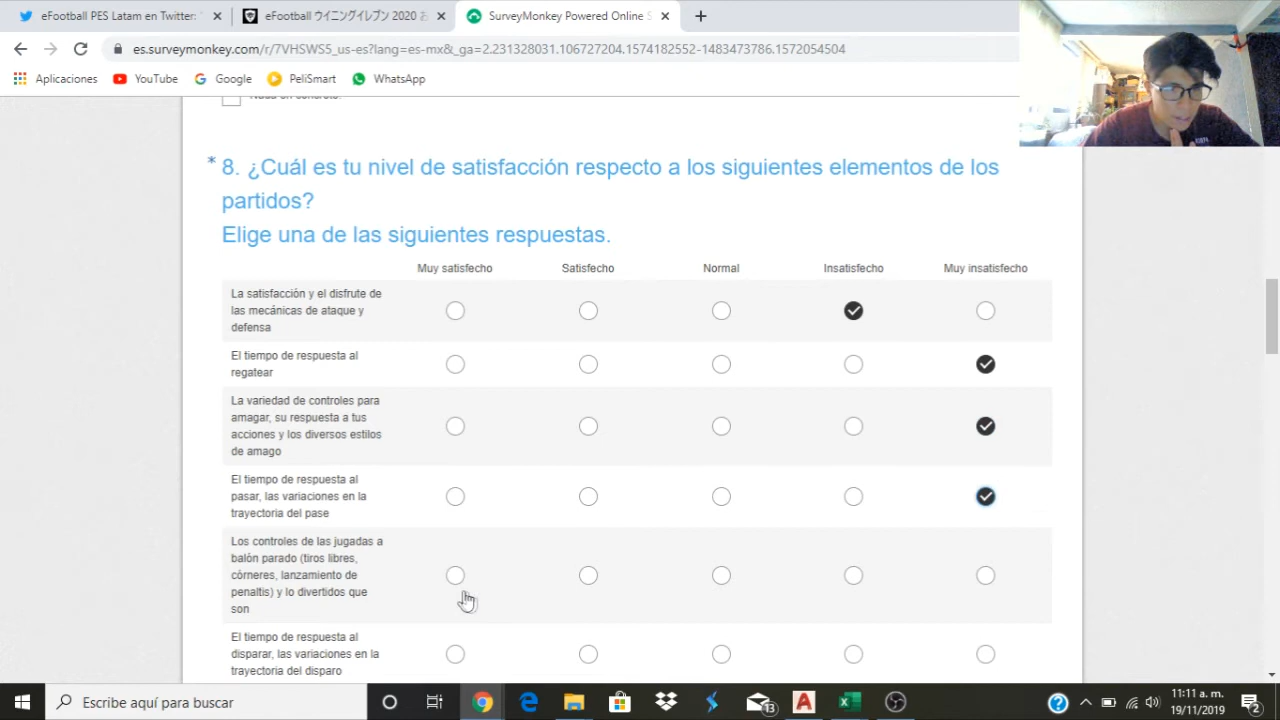 eFootball PES Latam en Twitter:
eFootball ウイニングイレブン 2020 お
SurveyMonkey Powered Online S
es.surveymonkey.com/r/7VHSWS5_us-es?lang=es-mx&_ga=2.231328031.106727204.1574182552-1483473786.1572054504
Aplicaciones YouTube Google PeliSmart WhatsApp
Nada en concreto.
* 8. ¿Cuál es tu nivel de satisfacción respecto a los siguientes elementos de los
partidos?
Elige una de las siguientes respuestas.
Muy satisfecho Satisfecho Normal Insatisfecho Muy insatisfecho
La satisfacción y el disfrute de
las mecánicas de ataque y
defensa
El tiempo de respuesta al
regatear
La variedad de controles para
amagar, su respuesta a tus
acciones y los diversos estilos
de amago
El tiempo de respuesta al
pasar, las variaciones en la
trayectoria del pase
Los controles de las jugadas a
balón parado (tiros libres,
córneres, lanzamiento de
penaltis) y lo divertidos que
son
El tiempo de respuesta al
disparar, las variaciones en la
trayectoria del disparo
Escribe aquí para buscar
13
11:11 a. m.
19/11/2019
2